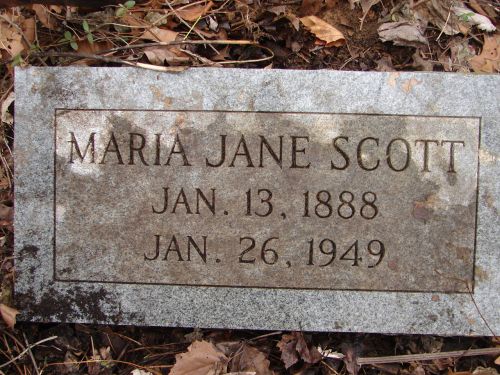 MARIA JANE SCOTT
JAN. 13, 1888
JAN. 26, 1949